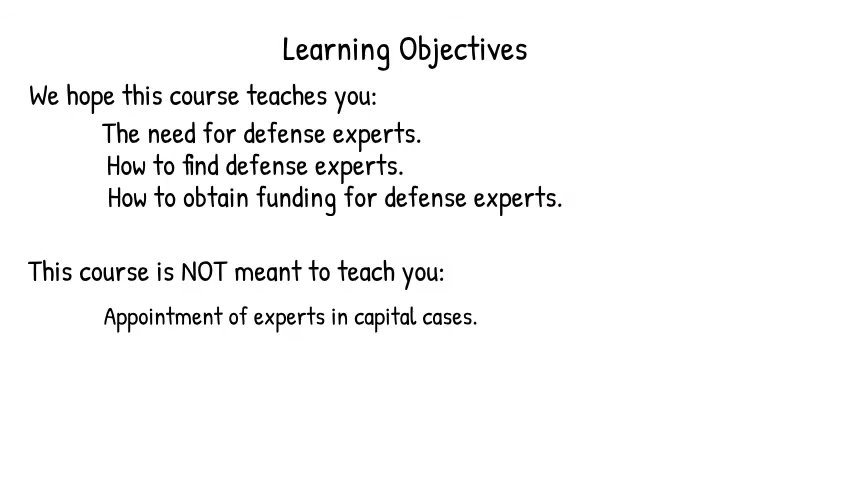 Learning Objectives
We hope this course teaches you:
The need for defense experts.
How to find defense experts.
How to obtain funding for defense experts.
This course is NOT meant to teach you:
Appointment of experts in capital cases.